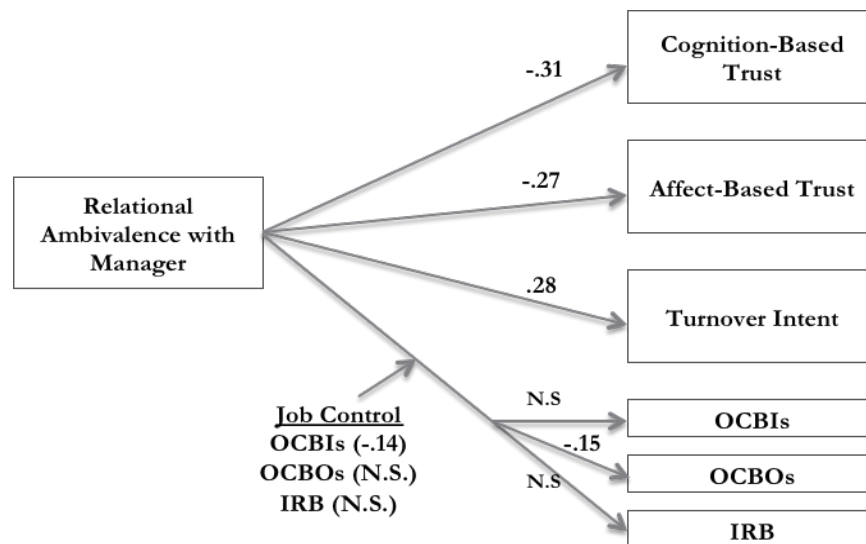 Cognition-Based
Trust
-.31
-.27
Affect-Based Trust
Relational
Ambivalence with
Manager
.28
Turnover Intent
Job Control
OCBIs (-.14)
OCBOs (N.S.)
IRB (N.S.)
N.S
OCBIs
-.15
OCBOs
N.S
IRB